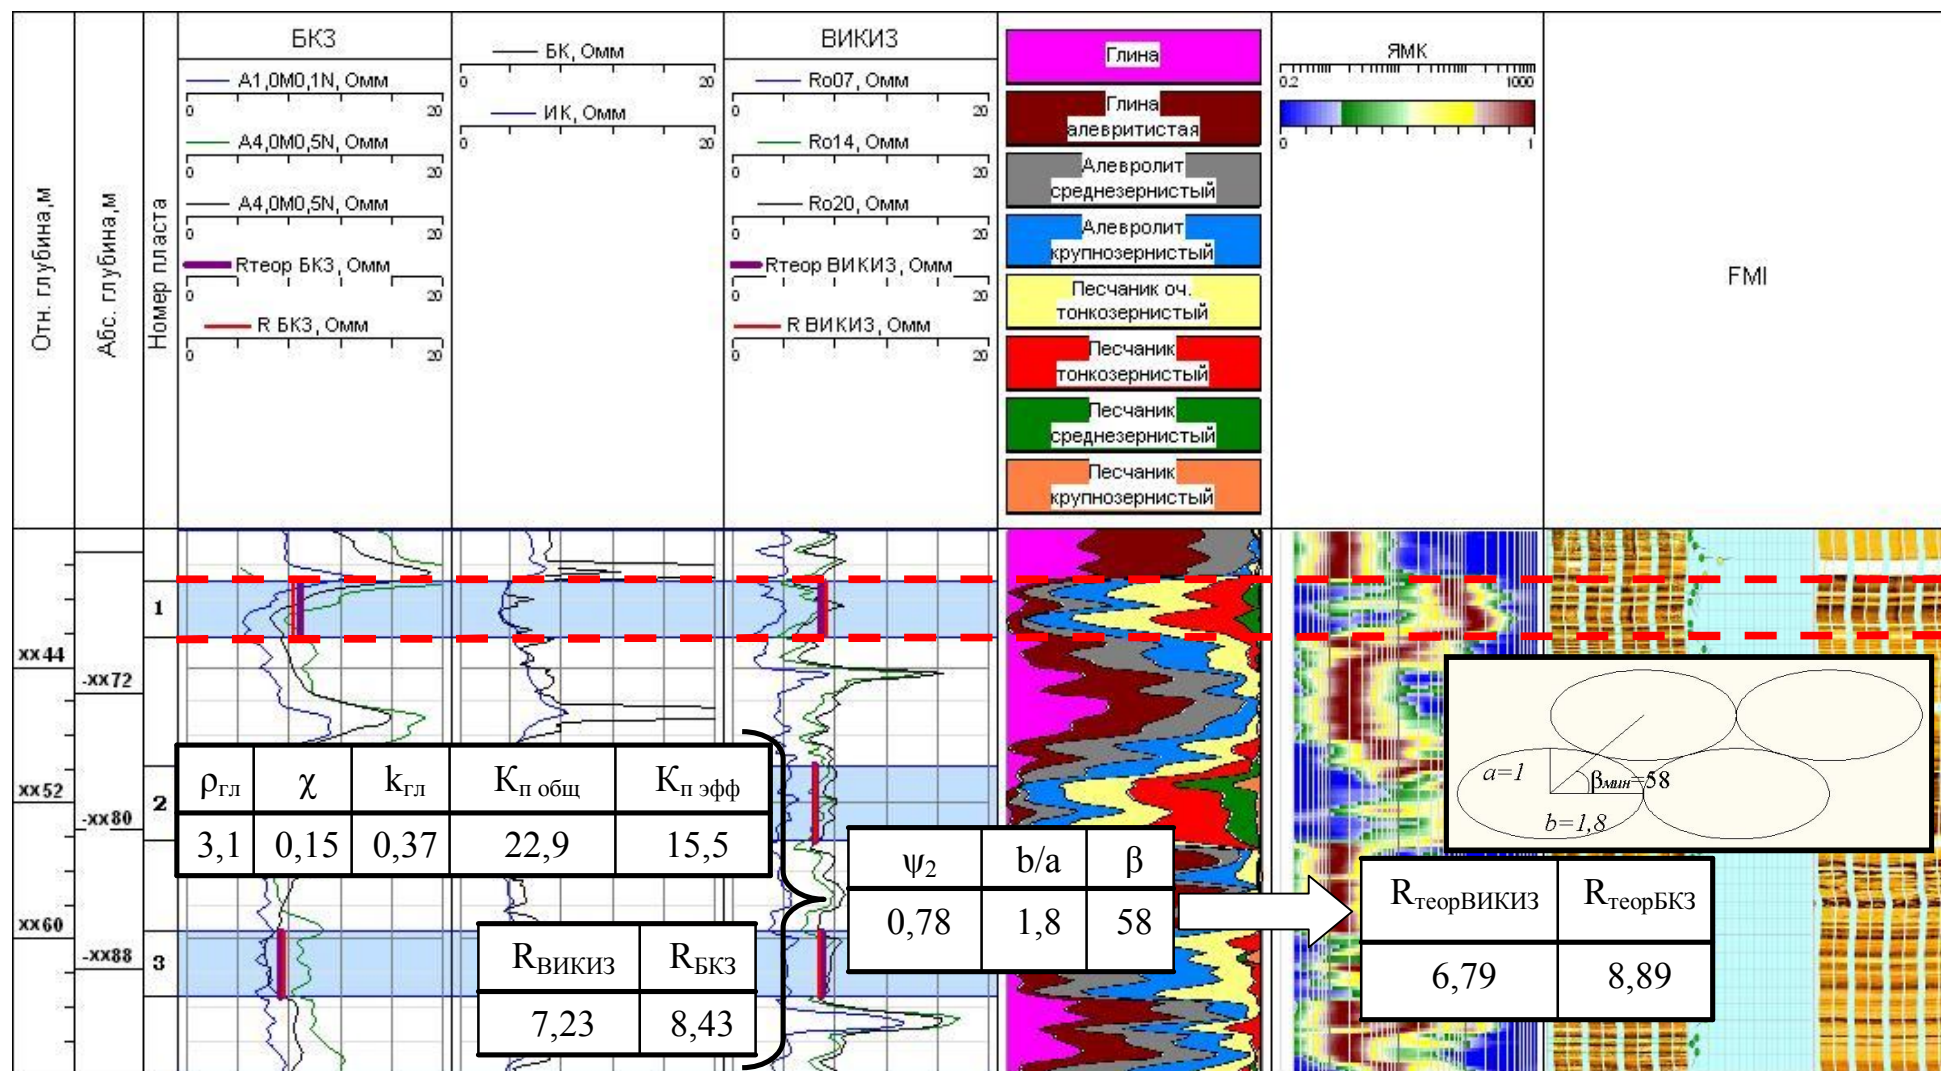 Отн. глубина,м
Абс. глубина,м
Номер пласта
БКЗ
A1,0M0,1N, Омм
0 20
A4,0M0,5N, Омм
0 20
A4,0M0,5N, Омм
0 20
Rтеор БКЗ, Омм
0 20
R БКЗ, Омм
0 20
БК, Омм
0 20
ИК, Омм
0 20
ВИКИЗ
Ro07, Омм
0 20
Ro14, Омм
0 20
Ro20, Омм
0 20
Rтеор ВИКИЗ, Омм
0 20
R ВИКИЗ, Омм
0 20
Глина
Глина
алевритистая
Алевролит
среднезернистый
Алевролит
крупнозернистый
Песчаник оч.
тонкозернистый
Песчаник
тонкозернистый
Песчаник
среднезернистый
Песчаник
крупнозернистый
ЯМК
0.2 1000
0 1
FMI
1
xx44
-xx72
xx52
-xx80
2
xx60
-xx88
3
ρгл χ kгл Кп общ Кп эфф
3,1 0,15 0,37 22,9 15,5
RВИКИЗ RБКЗ
7,23 8,43
ψ2 b/a β
0,78 1,8 58
a=1
βмин=58
b=1,8
RтеорВИКИЗ RтеорБКЗ
6,79 8,89